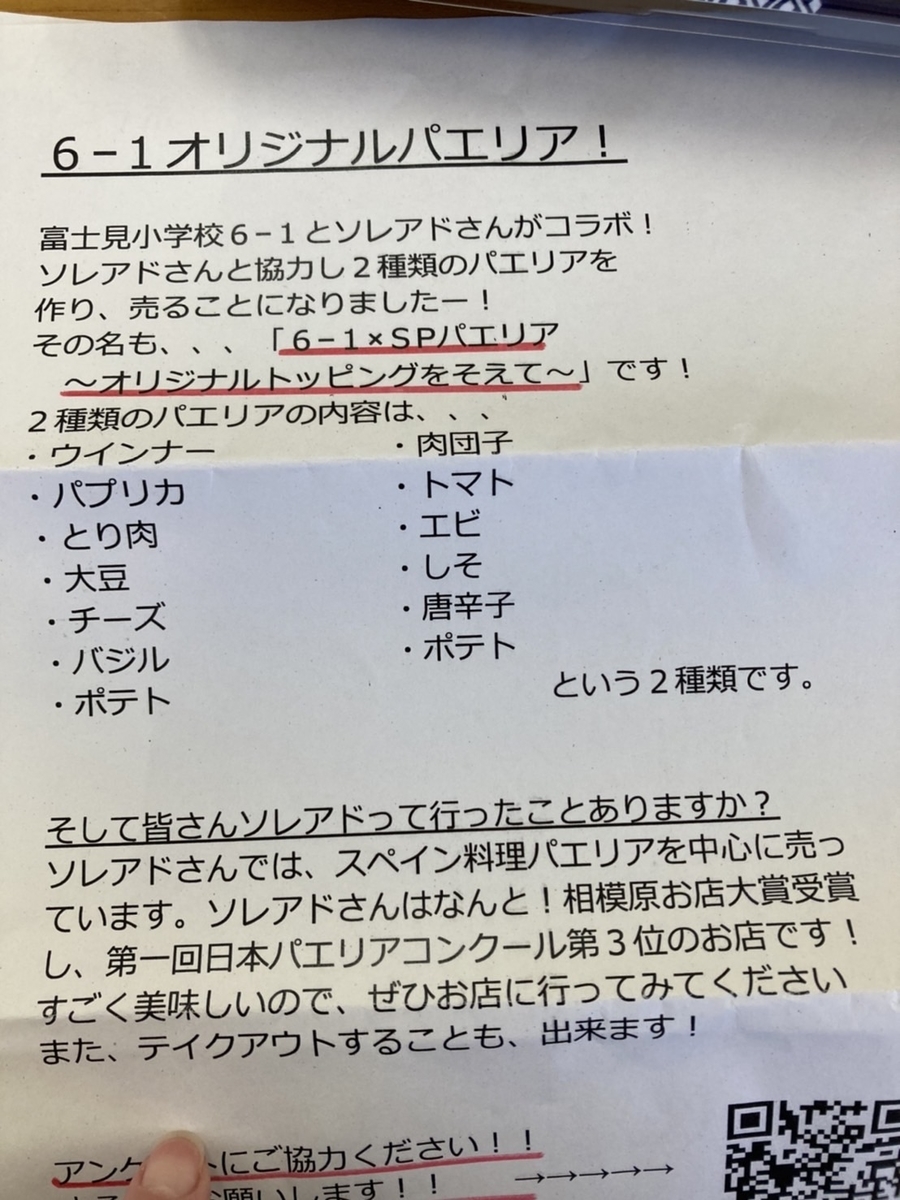 6−1オリジナルパエリア！
富士見小学校6−1とソレアドさんがコラボ！
ソレアドさんと協力し2種類のパエリアを
作り、売ることになりましたー！
その名も、、、「6−1×SPパエリア
～オリジナルトッピングをそえて～」です！
2種類のパエリアの内容は、、、
・ウインナー
・パプリカ
・とり肉
・大豆
・チーズ
・バジル
・ポテト
・肉団子
・トマト
・エビ
・しそ
・唐辛子
・ポテト
という2種類です。
そして皆さんソレアドって行ったことありますか？
ソレアドさんでは、スペイン料理パエリアを中心に売っ
ています。ソレアドさんはなんと！相模原お店大賞受賞
し、第一回日本パエリアコンクール第3位のお店です！
すごく美味しいので、ぜひお店に行ってみてください
また、テイクアウトすることも、出来ます！
アンケートにご協力ください！！
願いします！！ →→→→→